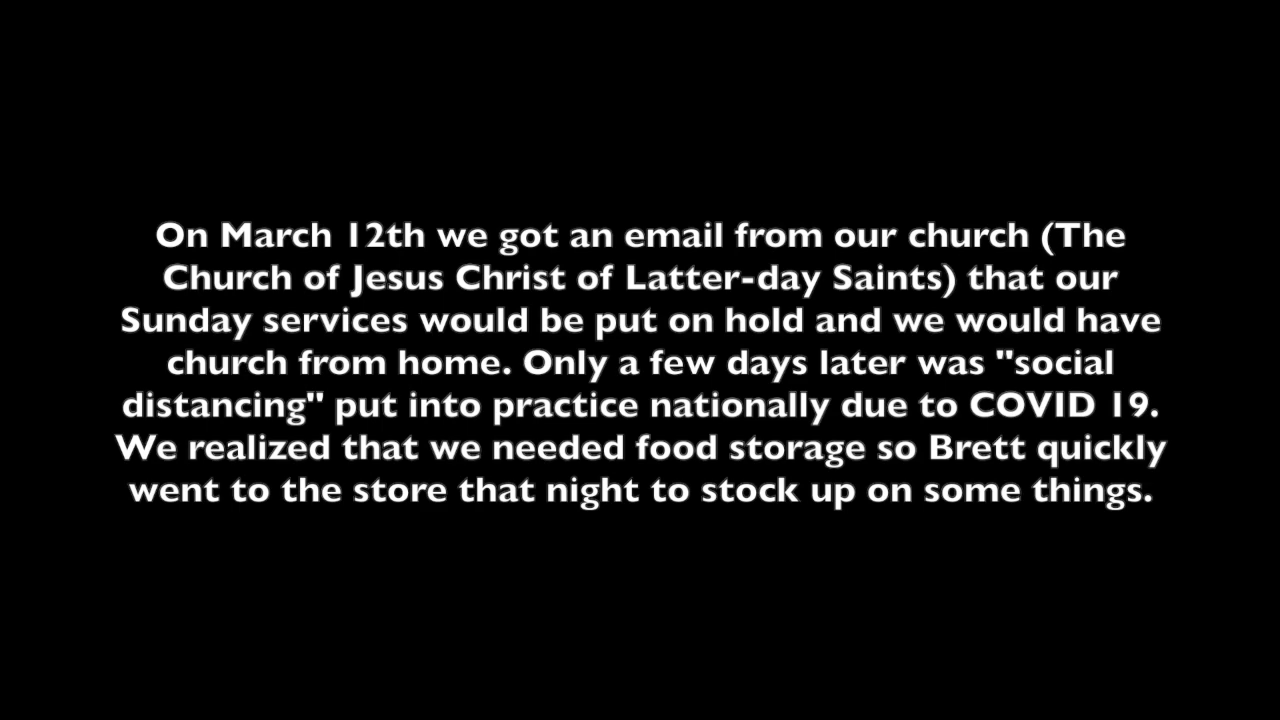 On March 12th we got an email from our church (The
Church of Jesus Christ of Latter-day Saints) that our
Sunday services would be put on hold and we would have
church from home. Only a few days later was "social
distancing" put into practice nationally due to COVID 19.
We realized that we needed food storage so Brett quickly
went to the store that night to stock up on some things.